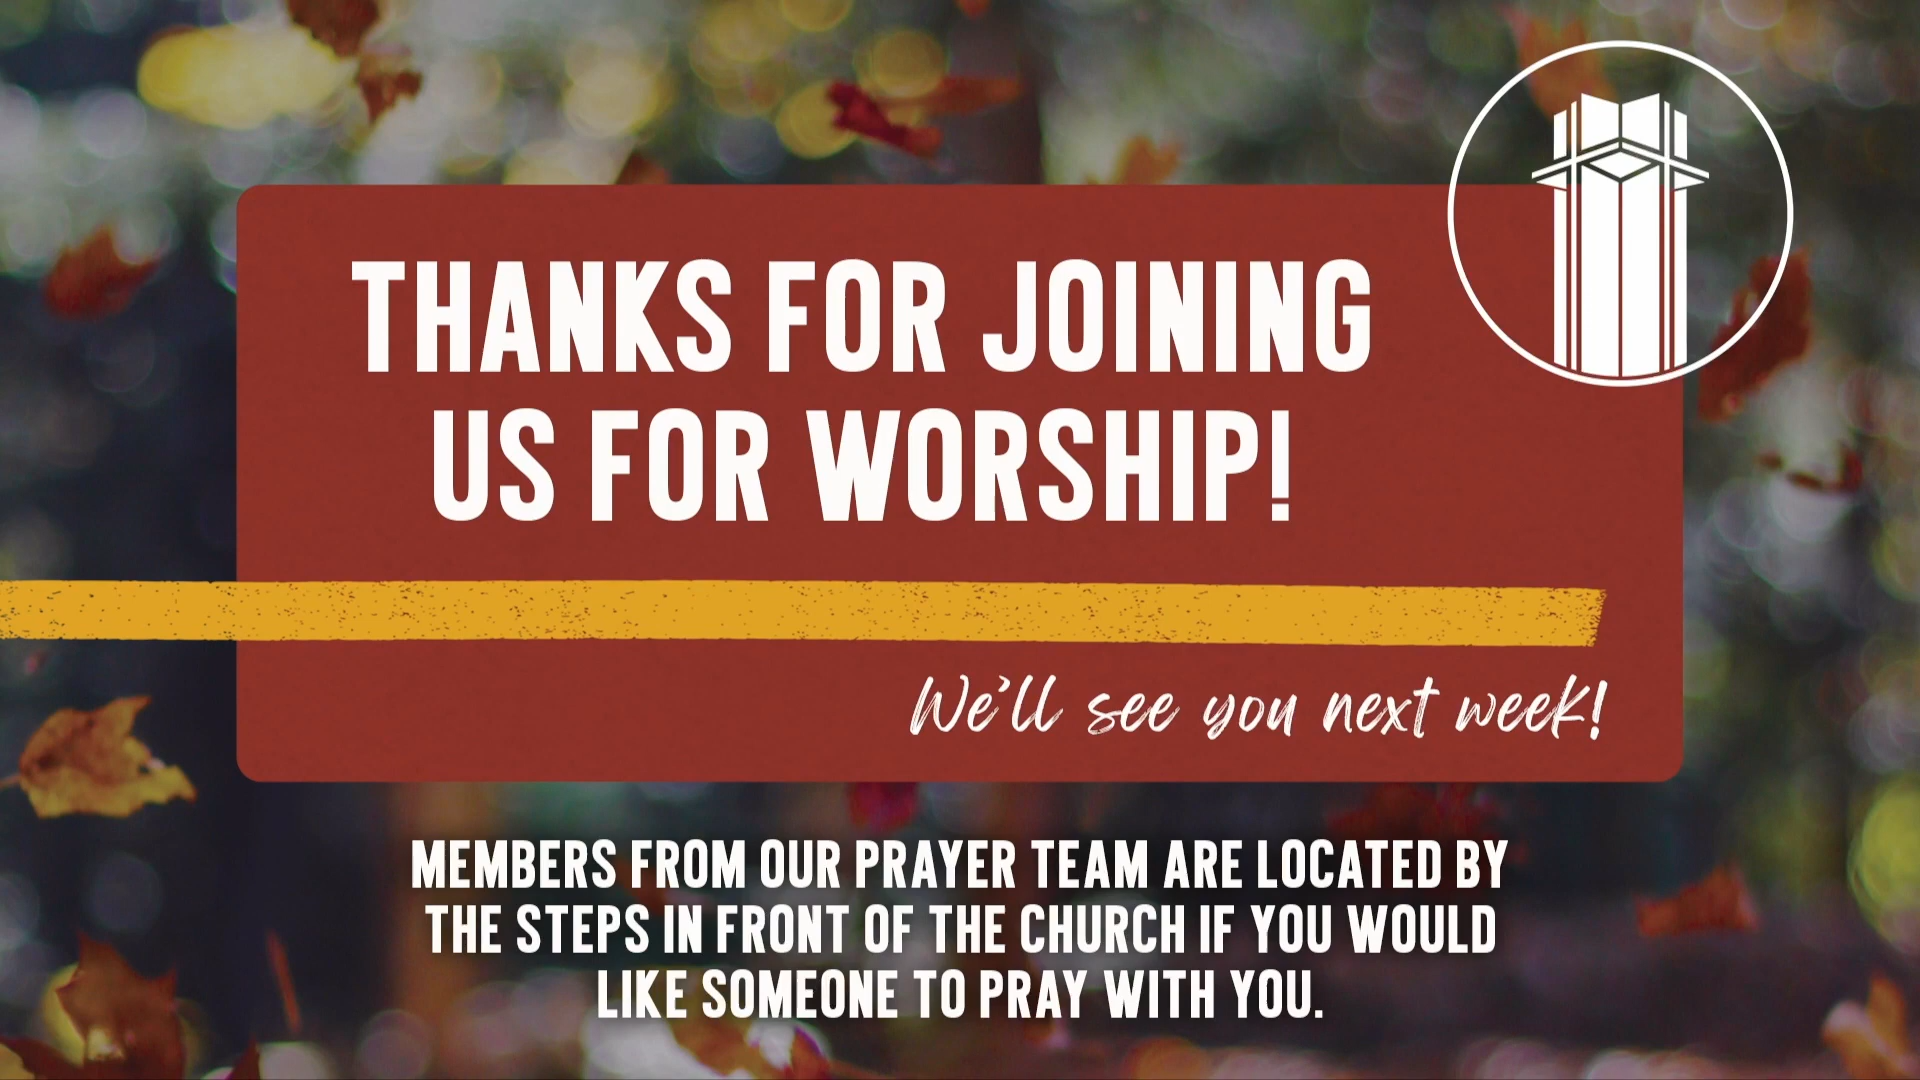 THANKS FOR JOINING
US FOR WORSHIP!
We'll see you next week!
MEMBERS FROM OUR PRAYER TEAM ARE LOCATED BY
THE STEPS IN FRONT OF THE CHURCH IF YOU WOULD
LIKE SOMEONE TO PRAY WITH YOU.